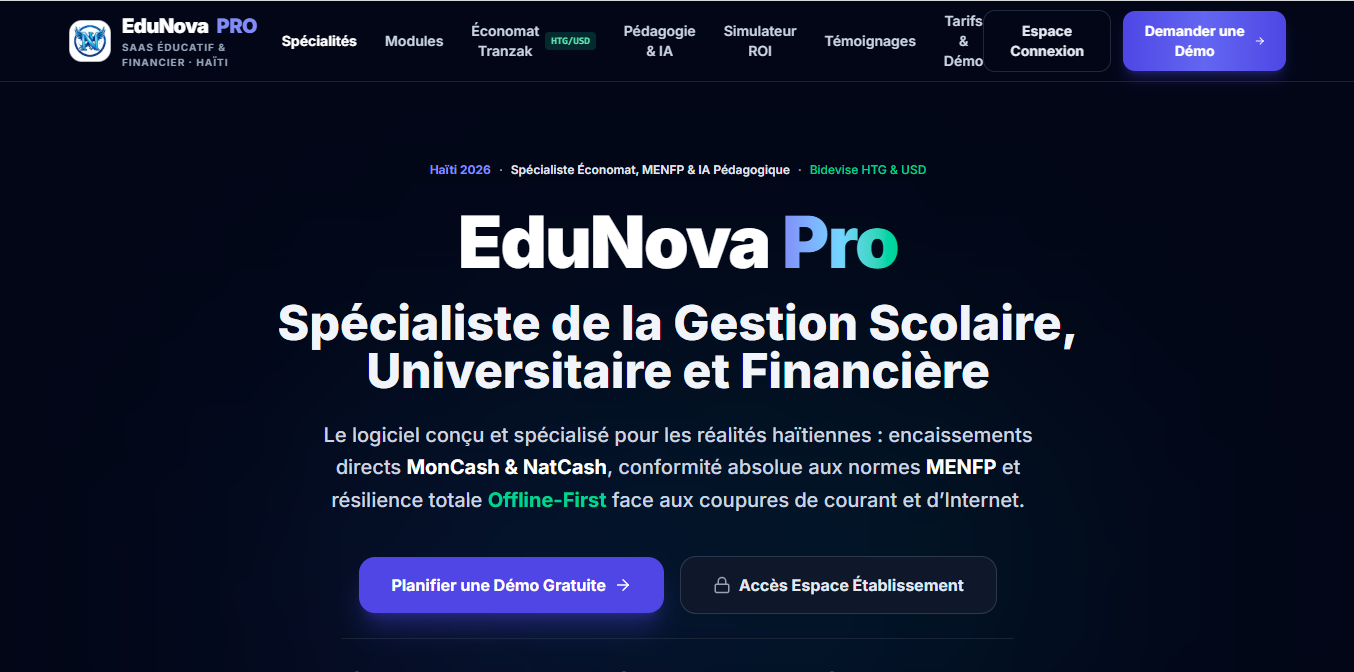 EduNova PRO
SAAS ÉDUCATIF &
FINANCIER · HAÏTI
Spécialités
Modules
Économat
Tranzak
HTG/USD
Pédagogie
& IA
Simulateur
ROI
Témoignages
Tarifs
&
Démo
Espace
Connexion
Demander une
Démo →
Haïti 2026 · Spécialiste Économat, MENFP & IA Pédagogique · Bidevise HTG & USD
EduNova Pro
Spécialiste de la Gestion Scolaire,
Universitaire et Financière
Le logiciel conçu et spécialisé pour les réalités haïtiennes : encaissements
directs MonCash & NatCash, conformité absolue aux normes MENFP et
résilience totale Offline-First face aux coupures de courant et d’Internet.
Planifier une Démo Gratuite →
Accès Espace Établissement